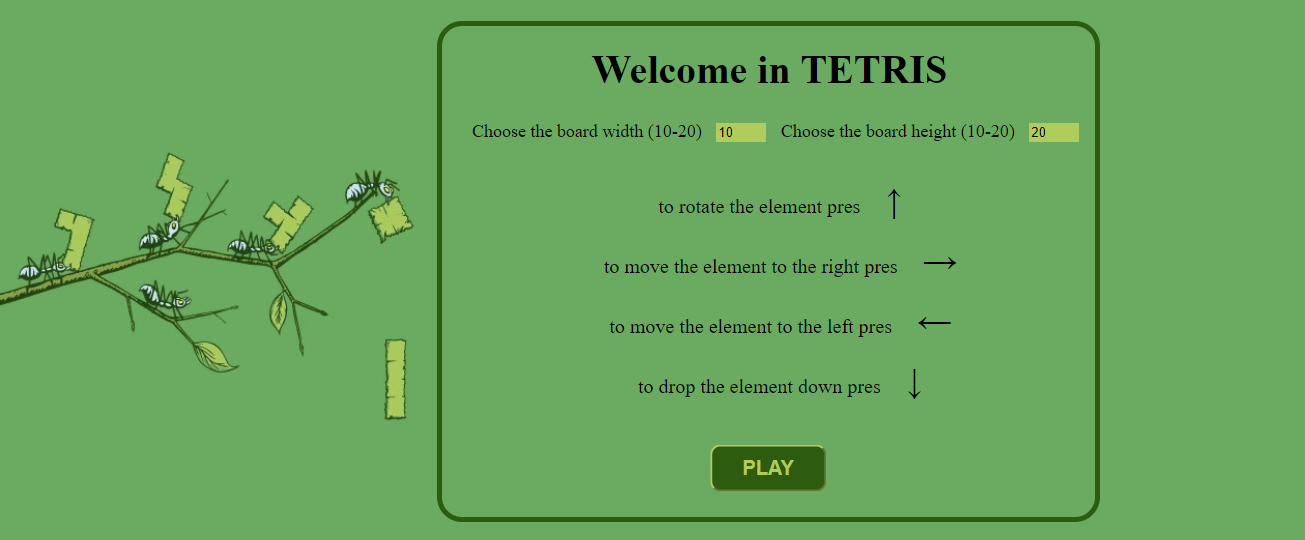 Welcome in TETRIS
Choose the board width (10-20) 10 Choose the board height (10-20) 20
to rotate the element pres ↑
to move the element to the right pres →
to move the element to the left pres ←
to drop the element down pres ↓
PLAY